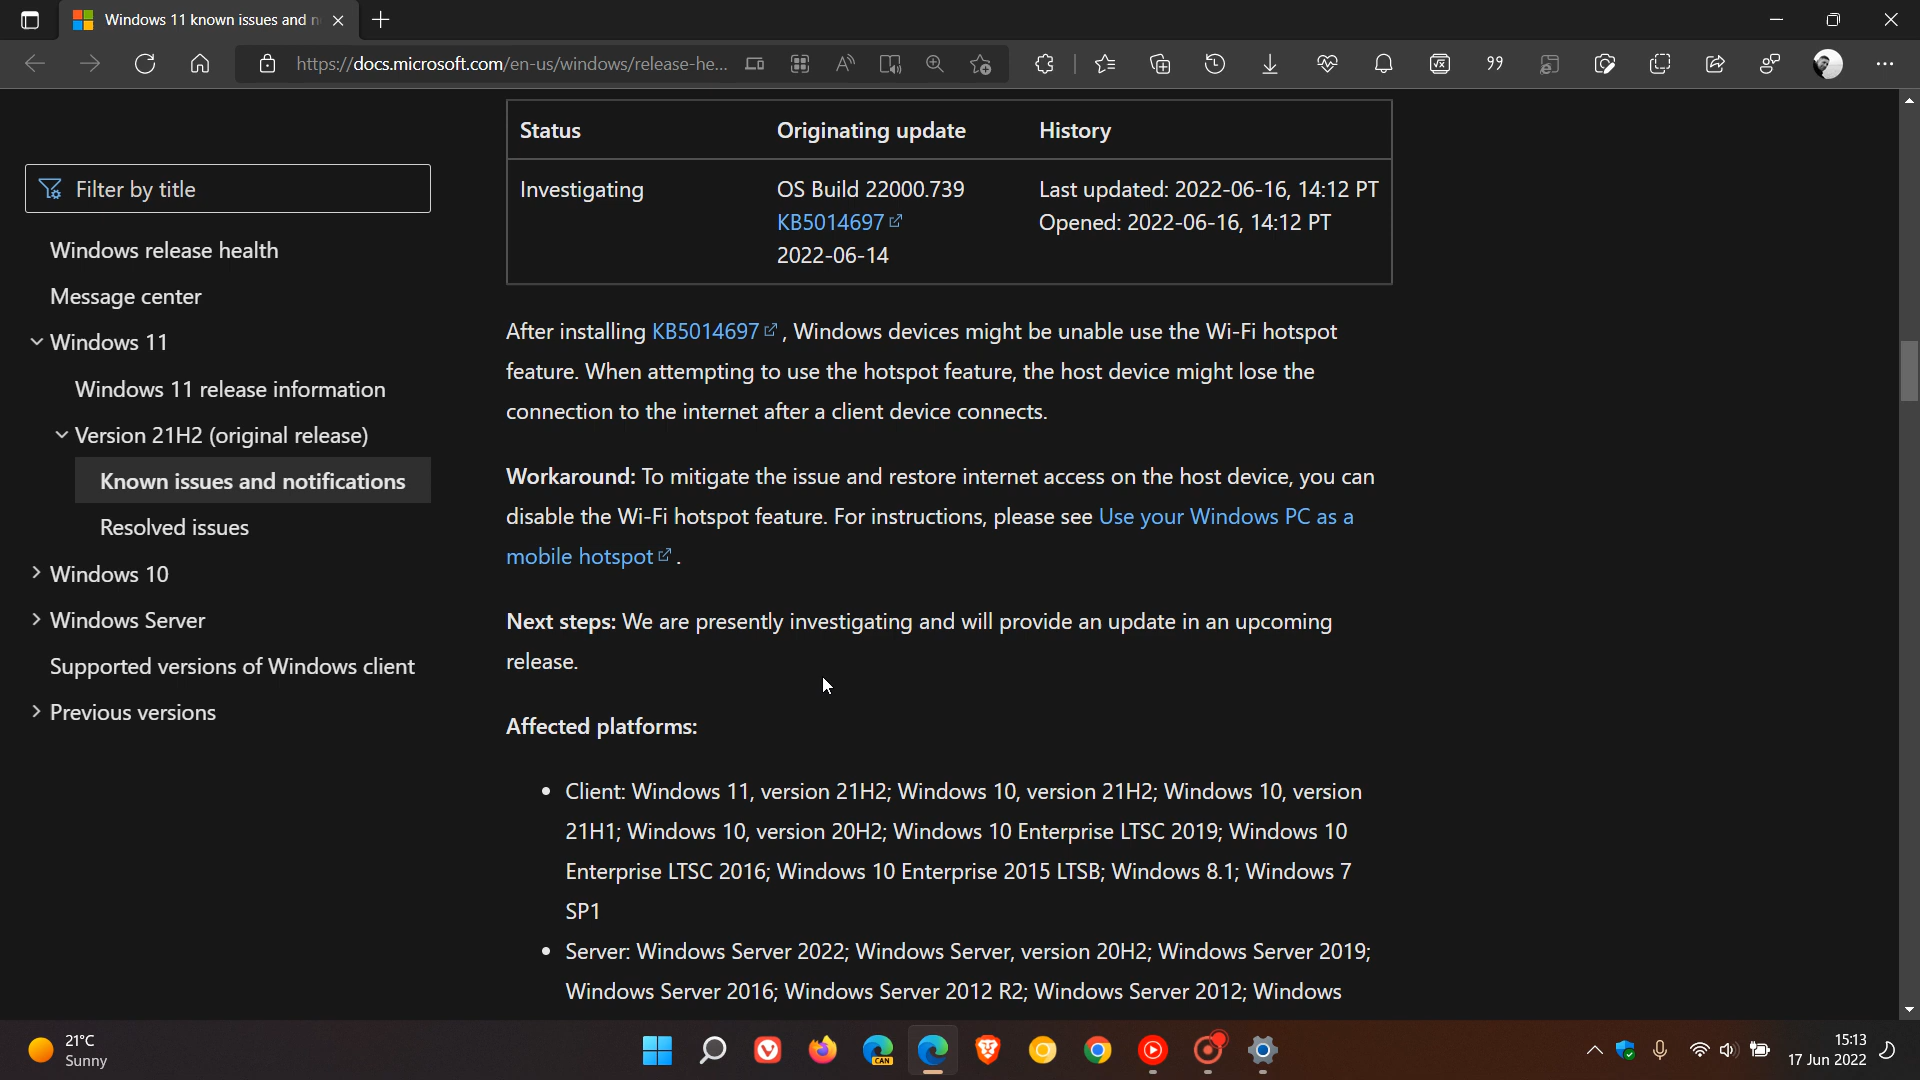 Windows 11 known issues and n
https://docs.microsoft.com/en-us/windows/release-he...
Filter by title
Windows release health
Message center
Windows 11
Windows 11 release information
Version 21H2 (original release)
Known issues and notifications
Resolved issues
Windows 10
Windows Server
Supported versions of Windows client
Previous versions
Status Originating update History
Investigating OS Build 22000.739 Last updated: 2022-06-16, 14:12 PT
KB5014697 Opened: 2022-06-16, 14:12 PT
2022-06-14
After installing KB5014697, Windows devices might be unable use the Wi-Fi hotspot
feature. When attempting to use the hotspot feature, the host device might lose the
connection to the internet after a client device connects.
Workaround: To mitigate the issue and restore internet access on the host device, you can
disable the Wi-Fi hotspot feature. For instructions, please see Use your Windows PC as a
mobile hotspot.
Next steps: We are presently investigating and will provide an update in an upcoming
release.
Affected platforms:
• Client: Windows 11, version 21H2; Windows 10, version 21H2; Windows 10, version
21H1; Windows 10, version 20H2; Windows 10 Enterprise LTSC 2019; Windows 10
Enterprise LTSC 2016; Windows 10 Enterprise 2015 LTSB; Windows 8.1; Windows 7
SP1
• Server: Windows Server 2022; Windows Server, version 20H2; Windows Server 2019;
Windows Server 2016; Windows Server 2012 R2; Windows Server 2012; Windows
21°C
Sunny
CAN
15:13
17 Jun 2022